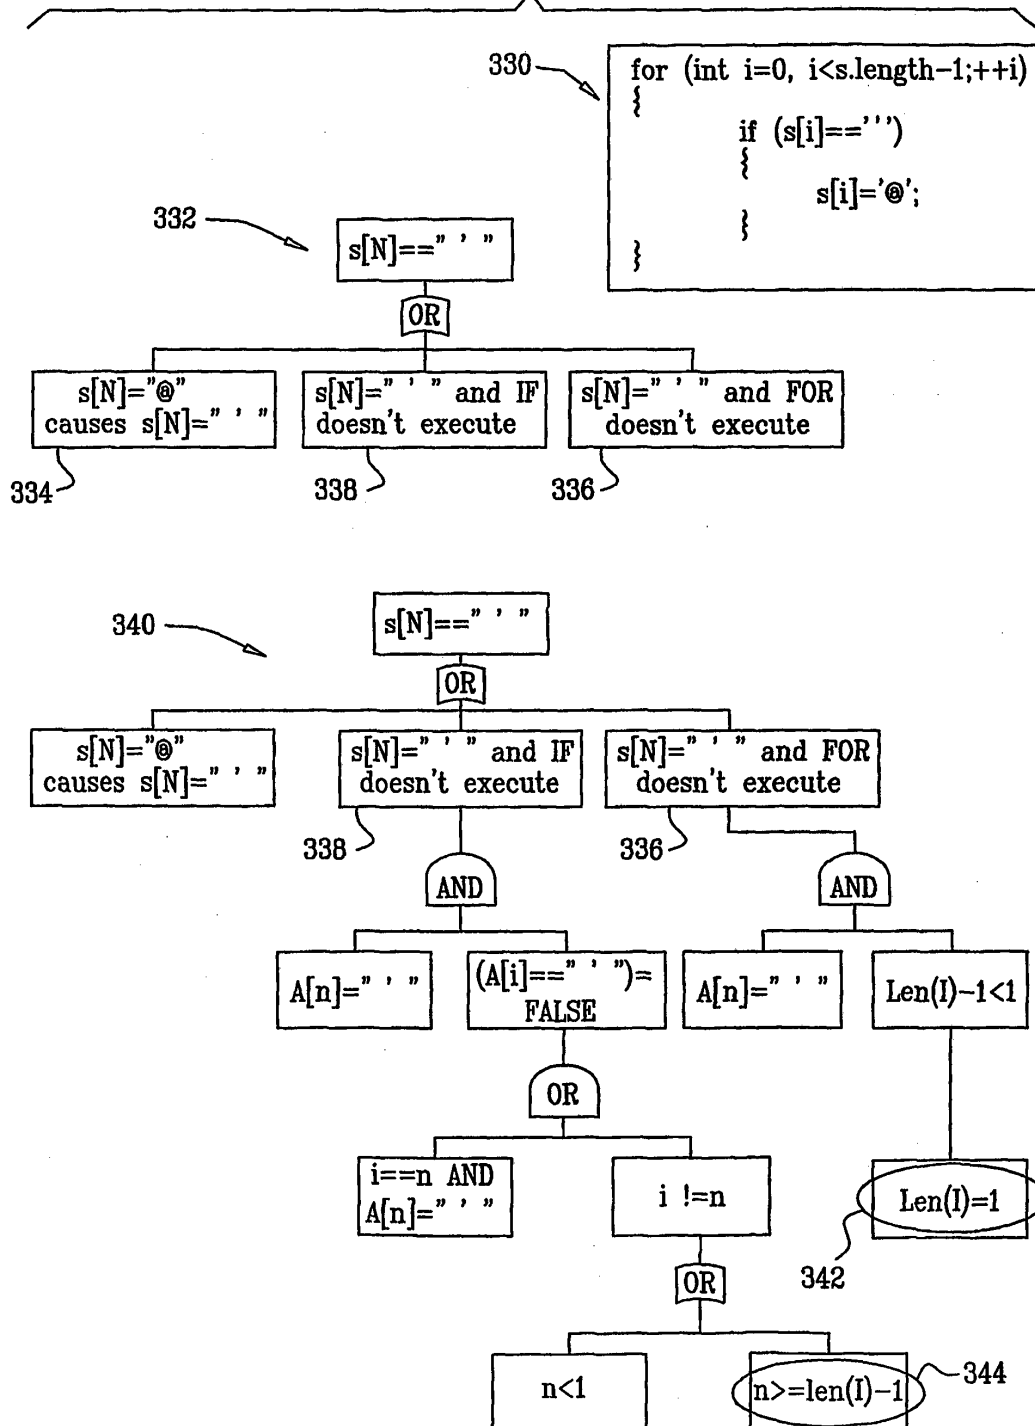 330
for (int i=0, i<s.length-1;++i)
{
if (s[i]==''')
{
s[i]='@';
}
}
332
s[N]==" ' "
OR
s[N]="@"
causes s[N]=" ' "
s[N]=" ' " and IF
doesn't execute
s[N]=" ' " and FOR
doesn't execute
334
338
336
340
s[N]==" ' "
OR
s[N]="@"
causes s[N]=" ' "
s[N]=" ' " and IF
doesn't execute
s[N]=" ' " and FOR
doesn't execute
338
336
AND
AND
A[n]=" ' "
(A[i]==" ' ")=
FALSE
A[n]=" ' "
Len(I)-1<1
OR
i==n AND
A[n]=" ' "
i !=n
Len(I)=1
342
OR
n<1
n>=len(I)-1
344